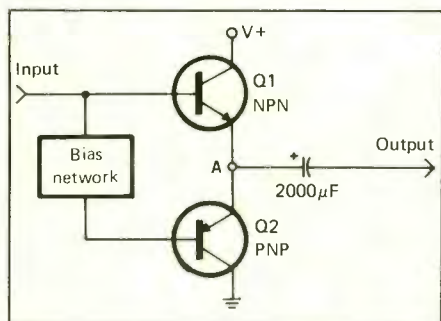 V+
Input
Q1
NPN
Bias
network
A
+
Output
2000μF
Q2
PNP